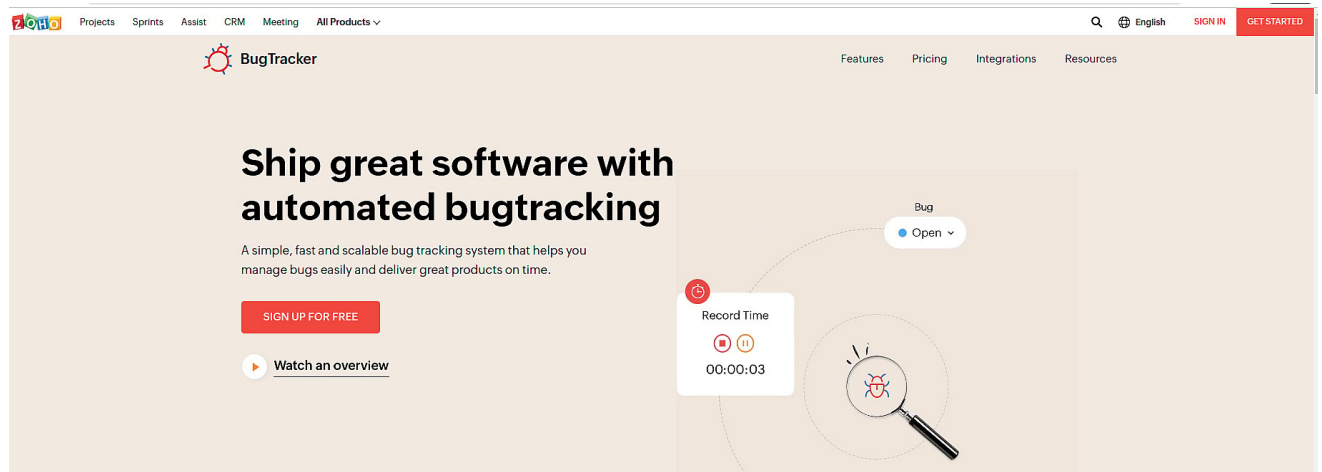 ZOHO Projects Sprints Assist CRM Meeting All Products English SIGN IN GET STARTED
BugTracker Features Pricing Integrations Resources
Ship great software with
automated bugtracking
A simple, fast and scalable bug tracking system that helps you
manage bugs easily and deliver great products on time.
SIGN UP FOR FREE
Watch an overview
Bug
Open
Record Time
00:00:03